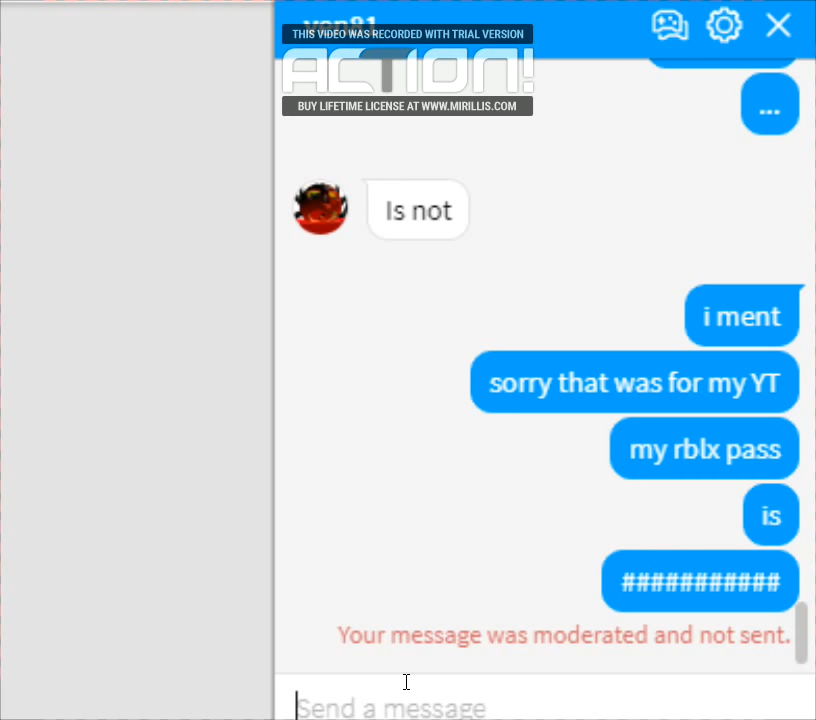 THIS VIDEO WAS RECORDED WITH TRIAL VERSION
ACTION!
BUY LIFETIME LICENSE AT WWW.MIRILLIS.COM
...
Is not
i ment
sorry that was for my YT
my rblx pass
is
###########
Your message was moderated and not sent.
Send a message